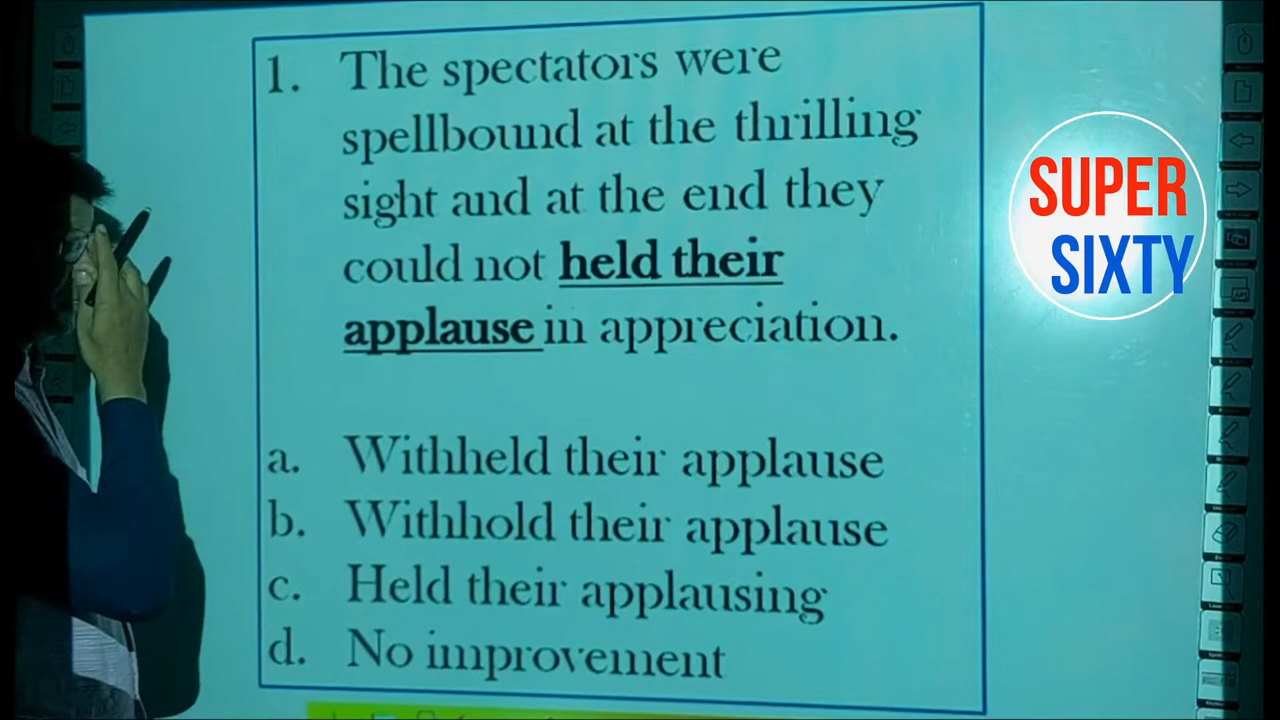 1. The spectators were
spellbound at the thrilling
sight and at the end they
could not held their
applause in appreciation.
a. Withheld their applause
b. Withhold their applause
c. Held their applausing
d. No improvement
SUPER
SIXTY